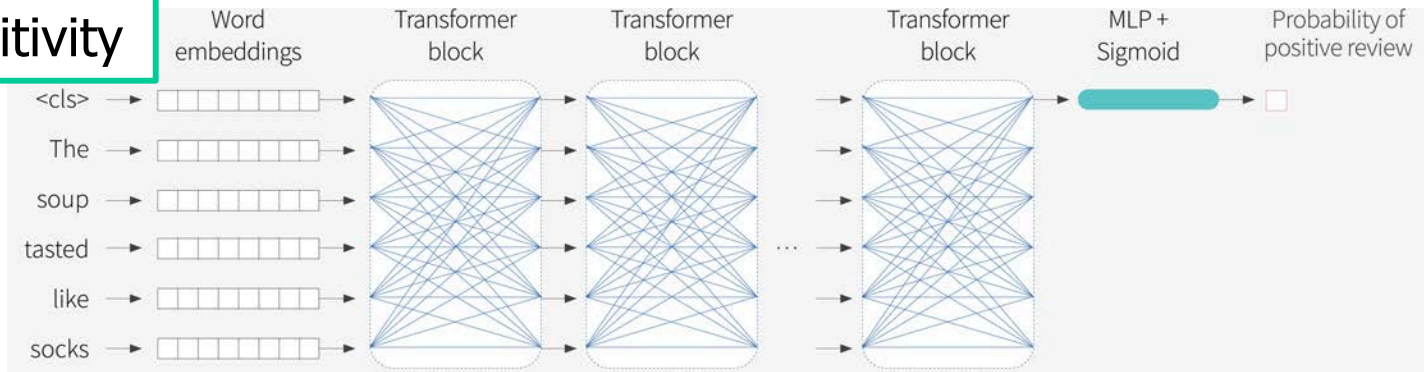 itivity
Word
embeddings
Transformer
block
Transformer
block
Transformer
block
MLP +
Sigmoid
Probability of
positive review
<cls>
The
soup
tasted
...
like
socks